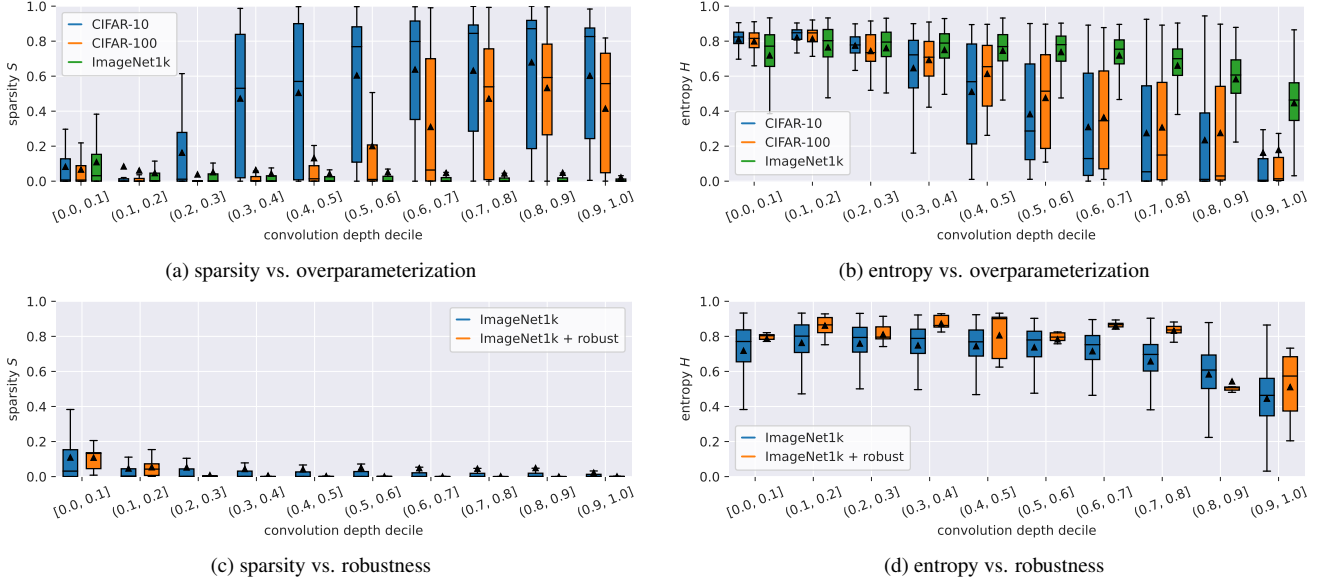 1.0
0.8
0.6
0.4
0.2
0.0
sparsity S
CIFAR-10
CIFAR-100
ImageNet1k
[0.0, 0.1]
(0.1, 0.2]
(0.2, 0.3]
(0.3, 0.4]
(0.4, 0.5]
(0.5, 0.6]
(0.6, 0.7]
(0.7, 0.8]
(0.8, 0.9]
(0.9, 1.0]
convolution depth decile
(a) sparsity vs. overparameterization
1.0
0.8
0.6
0.4
0.2
0.0
entropy H
CIFAR-10
CIFAR-100
ImageNet1k
[0.0, 0.1]
(0.1, 0.2]
(0.2, 0.3]
(0.3, 0.4]
(0.4, 0.5]
(0.5, 0.6]
(0.6, 0.7]
(0.7, 0.8]
(0.8, 0.9]
(0.9, 1.0]
convolution depth decile
(b) entropy vs. overparameterization
1.0
0.8
0.6
0.4
0.2
0.0
sparsity S
ImageNet1k
ImageNet1k + robust
[0.0, 0.1]
(0.1, 0.2]
(0.2, 0.3]
(0.3, 0.4]
(0.4, 0.5]
(0.5, 0.6]
(0.6, 0.7]
(0.7, 0.8]
(0.8, 0.9]
(0.9, 1.0]
convolution depth decile
(c) sparsity vs. robustness
1.0
0.8
0.6
0.4
0.2
0.0
entropy H
ImageNet1k
ImageNet1k + robust
[0.0, 0.1]
(0.1, 0.2]
(0.2, 0.3]
(0.3, 0.4]
(0.4, 0.5]
(0.5, 0.6]
(0.6, 0.7]
(0.7, 0.8]
(0.8, 0.9]
(0.9, 1.0]
convolution depth decile
(d) entropy vs. robustness